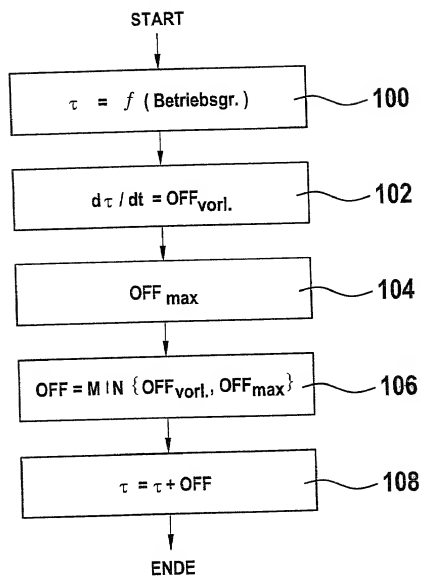 START
τ = f (Betriebsgr.) 100
dτ/dt = OFFvorl. 102
OFFmax 104
OFF = MIN {OFFvorl., OFFmax} 106
τ = τ + OFF 108
ENDE